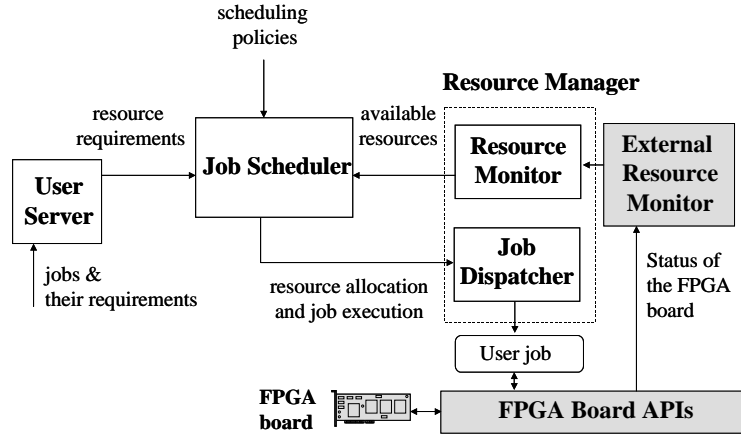 scheduling
policies
Resource Manager
resource
requirements
available
resources
Job Scheduler
Resource
Monitor
External
Resource
Monitor
User
Server
Job
Dispatcher
jobs &
their requirements
resource allocation
and job execution
Status of
the FPGA
board
User job
FPGA
board
FPGA Board APIs